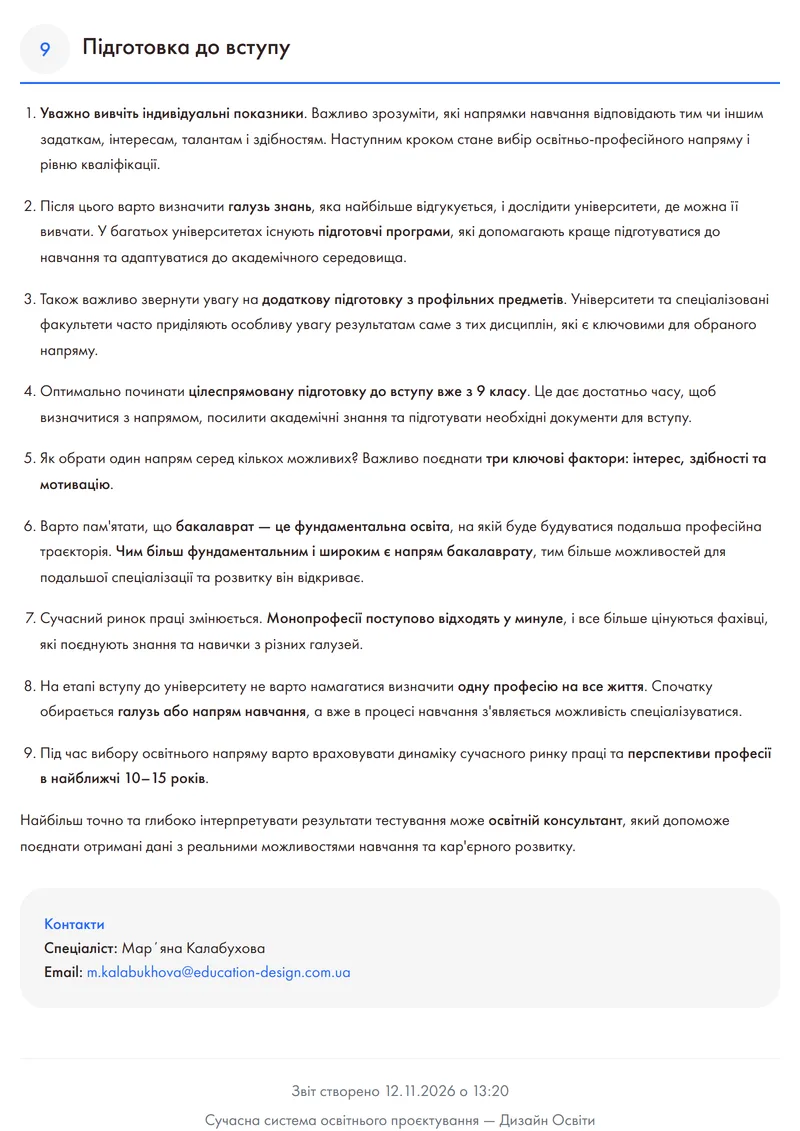 9 Підготовка до вступу
1. Уважно вивчіть індивідуальні показники. Важливо зрозуміти, які напрямки навчання відповідають тим чи іншим
задаткам, інтересам, талантам і здібностям. Наступним кроком стане вибір освітньо-професійного напряму і
рівню кваліфікації.
2. Після цього варто визначити галузь знань, яка найбільше відгукується, і дослідити університети, де можна її
вивчати. У багатьох університетах існують підготовчі програми, які допомагають краще підготуватися до
навчання та адаптуватися до академічного середовища.
3. Також важливо звернути увагу на додаткову підготовку з профільних предметів. Університети та спеціалізовані
факультети часто приділяють особливу увагу результатам саме з тих дисциплін, які є ключовими для обраного
напряму.
4. Оптимально починати цілеспрямовану підготовку до вступу вже з 9 класу. Це дає достатньо часу, щоб
визначитися з напрямом, посилити академічні знання та підготувати необхідні документи для вступу.
5. Як обрати один напрям серед кількох можливих? Важливо поєднати три ключові фактори: інтерес, здібності та
мотивацію.
6. Варто пам'ятати, що бакалаврат — це фундаментальна освіта, на якій буде будуватися подальша професійна
траєкторія. Чим більш фундаментальним і широким є напрям бакалаврату, тим більше можливостей для
подальшої спеціалізації та розвитку він відкриває.
7. Сучасний ринок праці змінюється. Монопрофесії поступово відходять у минуле, і все більше цінуються фахівці,
які поєднують знання та навички з різних галузей.
8. На етапі вступу до університету не варто намагатися визначити одну професію на все життя. Спочатку
обирається галузь або напрям навчання, а вже в процесі навчання з'являється можливість спеціалізуватися.
9. Під час вибору освітнього напряму варто враховувати динаміку сучасного ринку праці та перспективи професії
в найближчі 10–15 років.
Найбільш точно та глибоко інтерпретувати результати тестування може освітній консультант, який допоможе
поєднати отримані дані з реальними можливостями навчання та кар'єрного розвитку.
Контакти
Спеціаліст: Марʼяна Калабухова
Email: m.kalabukhova@education-design.com.ua
Звіт створено 12.11.2026 о 13:20
Сучасна система освітнього проєктування — Дизайн Освіти